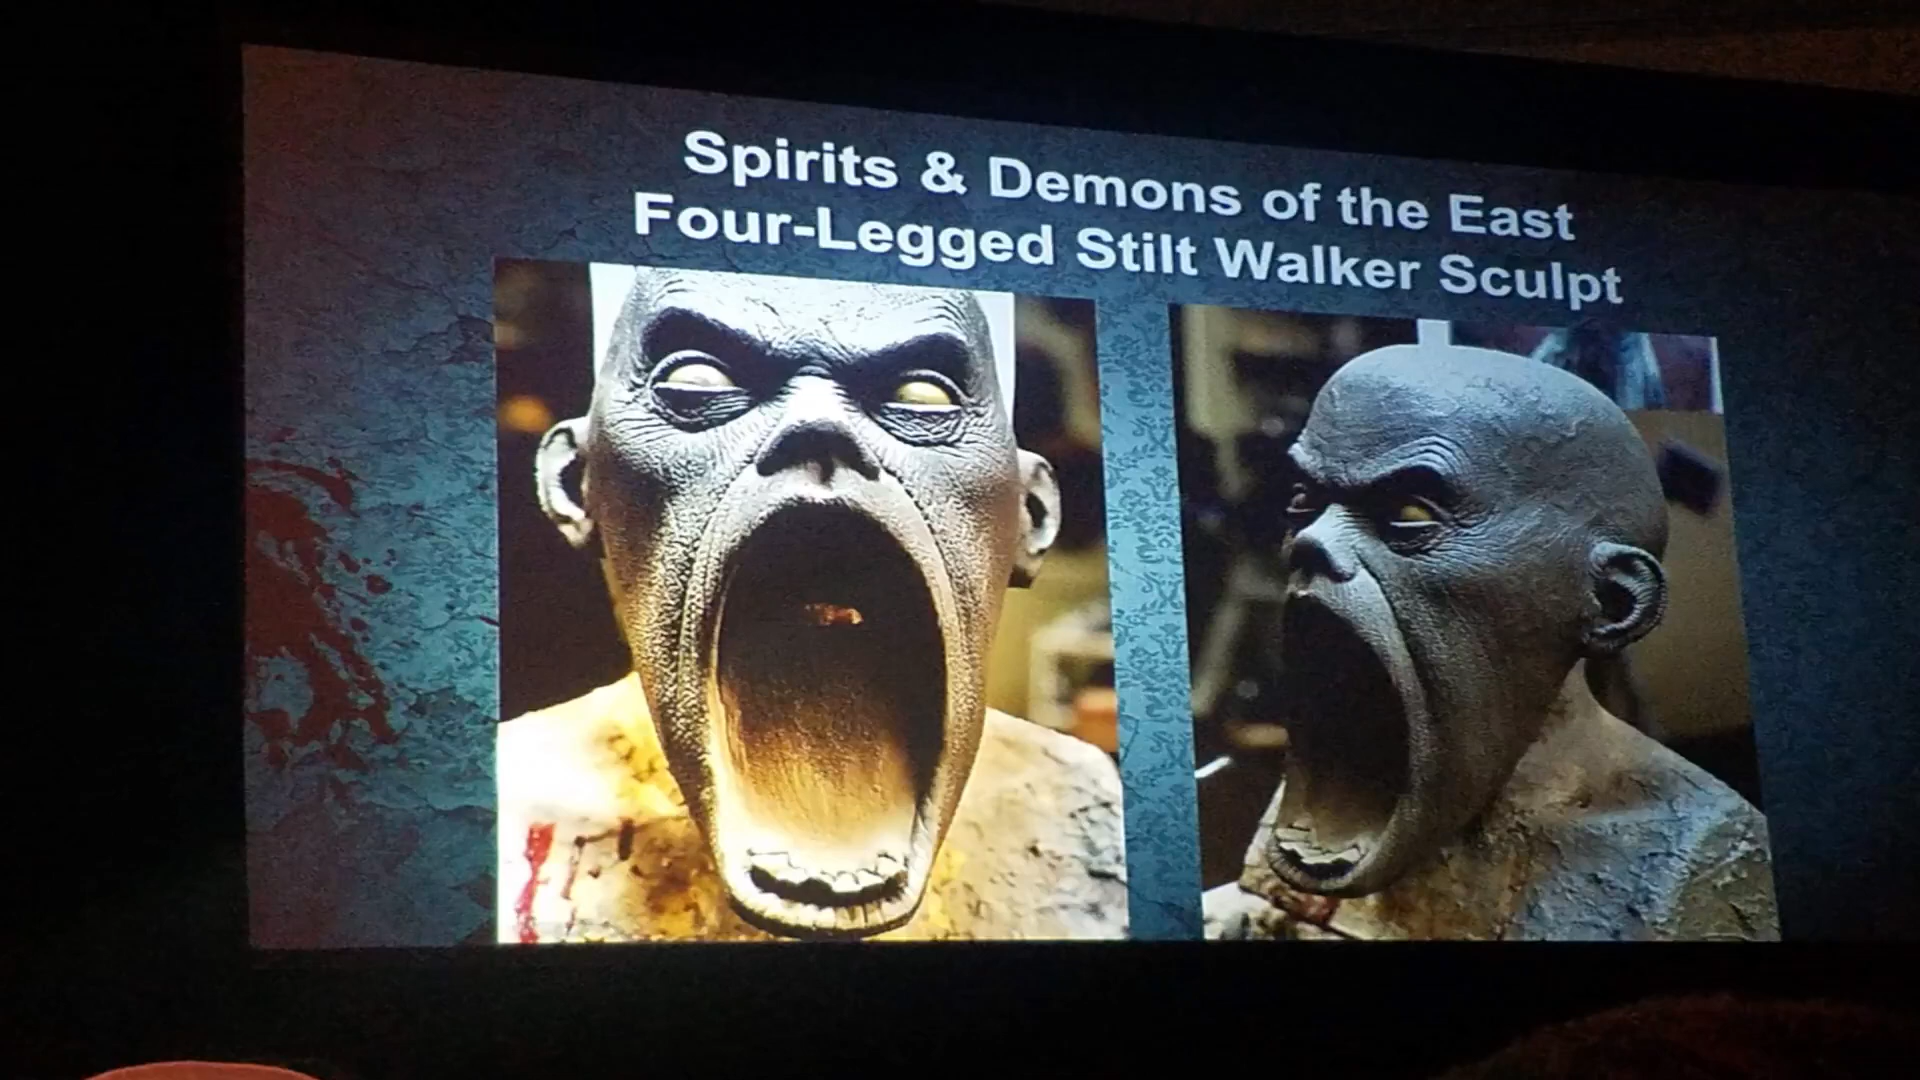 Spirits & Demons of the East
Four-Legged Stilt Walker Sculpt